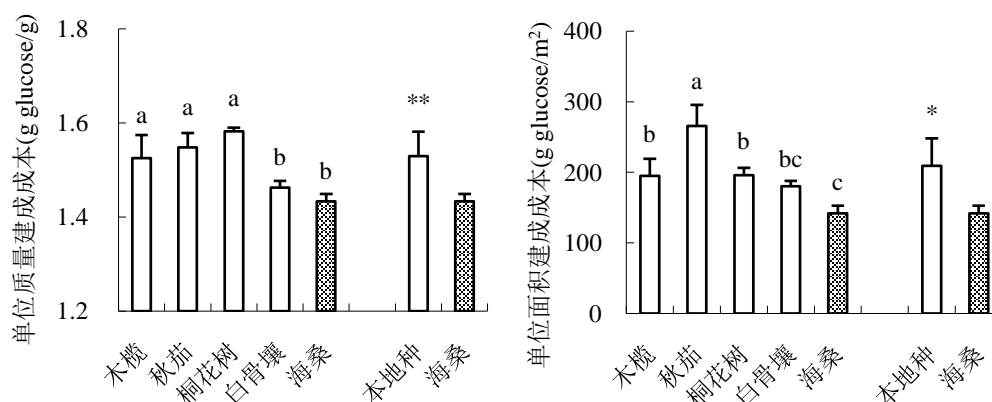 单位质量建成成本(g glucose/g)
1.8
1.6
1.4
1.2
a
a
a
b
b
**
木榄
秋茄
桐花树
白骨壤
海桑
本地种
海桑
单位面积建成成本(g glucose/m²)
400
300
200
100
0
b
a
b
bc
c
*
木榄
秋茄
桐花树
白骨壤
海桑
本地种
海桑